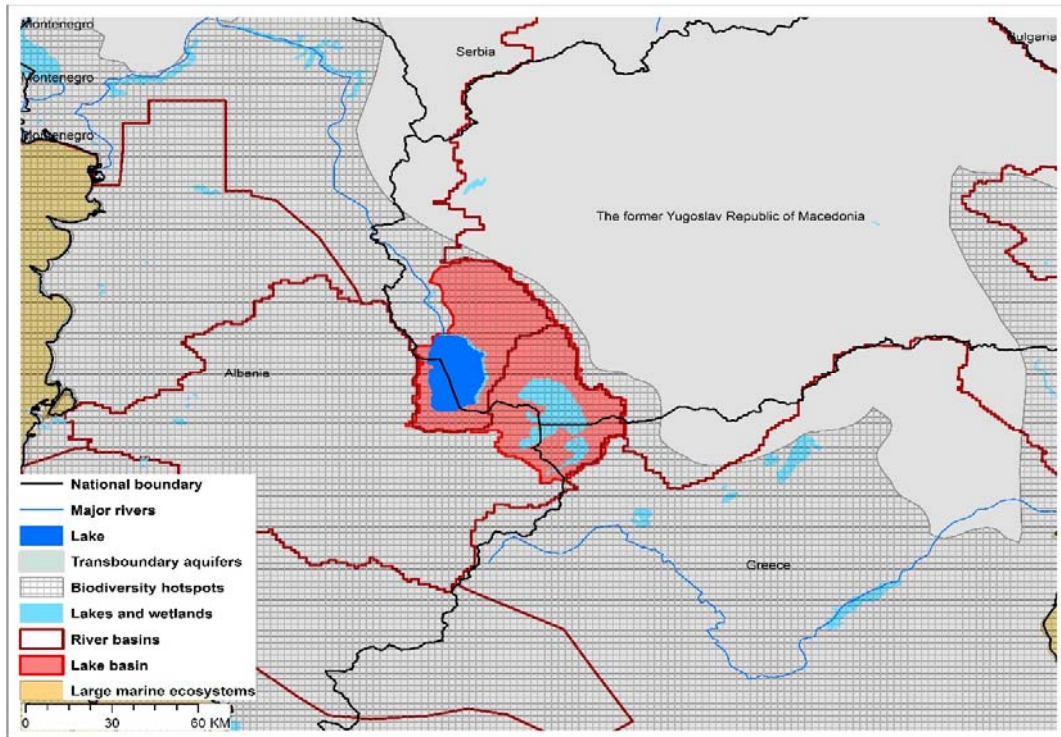 Montenegro
Serbia
Bulgaria
Montenegro
Montenegro
The former Yugoslav Republic of Macedonia
Albania
Greece
National boundary
Major rivers
Lake
Transboundary aquifers
Biodiversity hotspots
Lakes and wetlands
River basins
Lake basin
Large marine ecosystems
0 30 60 KM